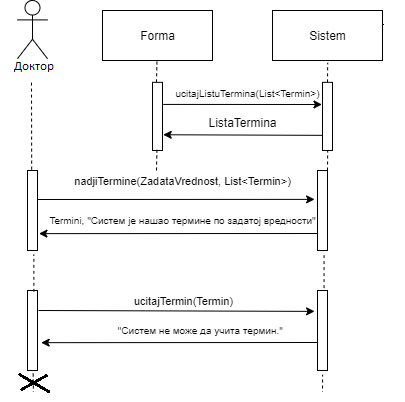 Forma
Sistem
Доктор
ucitajListuTermina(List<Termin>)
ListaTermina
nadjiTermine(ZadataVrednost, List<Termin>)
Termini, "Систем је нашао термине по задатој вредности"
ucitajTermin(Termin)
"Систем не може да учита термин."